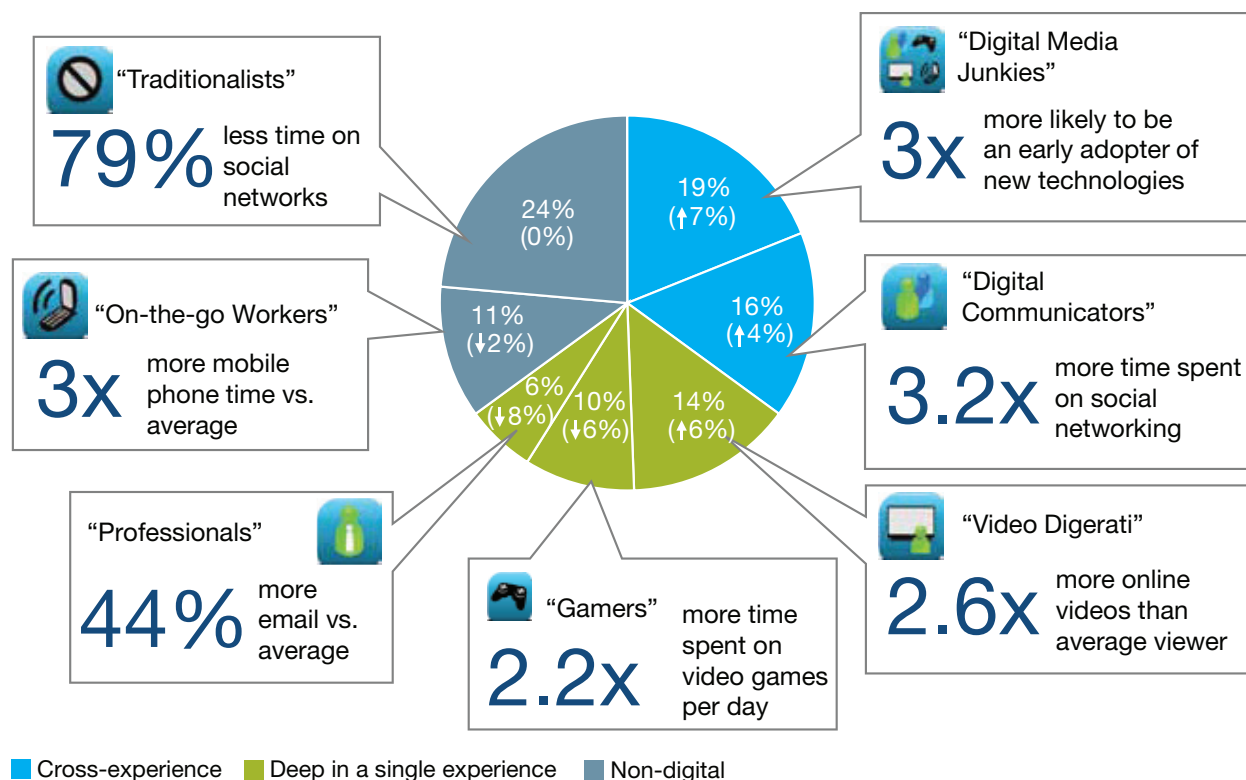 “Traditionalists”
79%
less time on
social
networks
“Digital Media
Junkies”
3x
more likely to be
an early adopter of
new technologies
24%
(0%)
19%
(↑7%)
“On-the-go Workers”
3x
more mobile
phone time vs.
average
11%
(↓2%)
16%
(↑4%)
“Digital
Communicators”
3.2x
more time spent
on social
networking
6%
(↓8%)
10%
(↓6%)
14%
(↑6%)
“Professionals”
44%
more
email vs.
average
“Gamers”
2.2x
more time
spent on
video games
per day
“Video Digerati”
2.6x
more online
videos than
average viewer
Cross-experience
Deep in a single experience
Non-digital